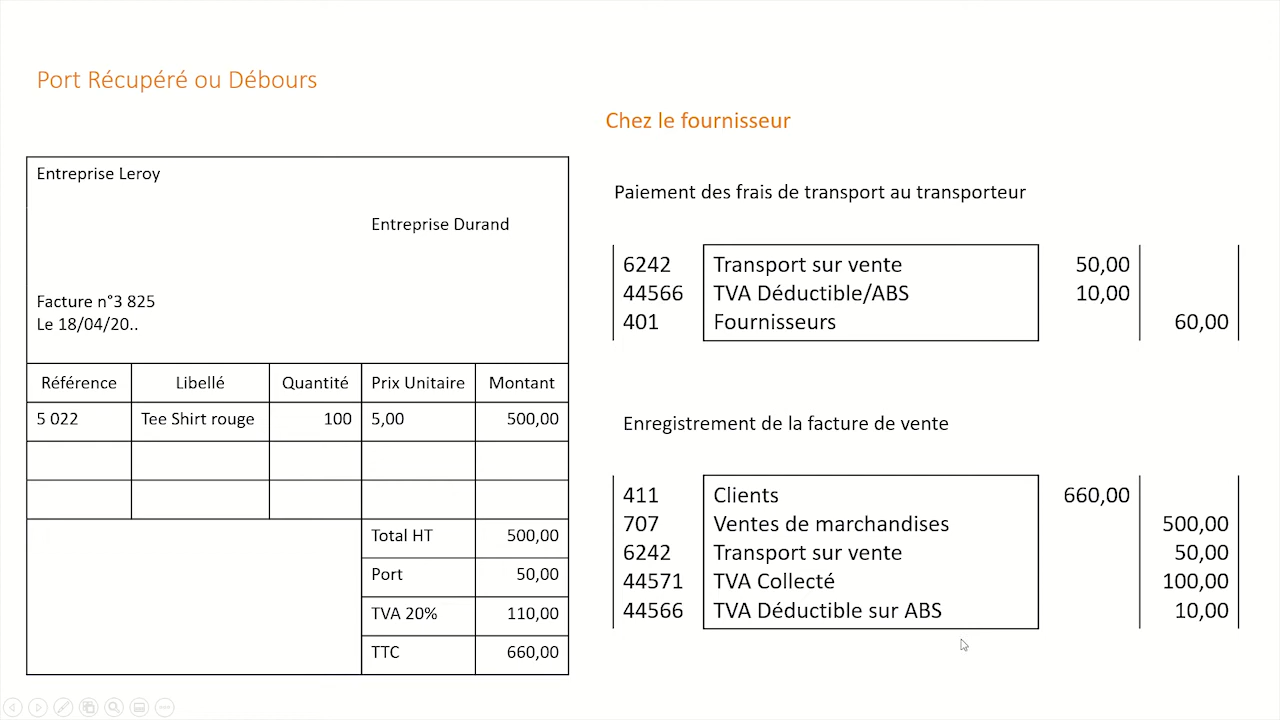 Port Récupéré ou Débours
Chez le fournisseur
Entreprise Leroy
Entreprise Durand
Facture n°3 825
Le 18/04/20..
Référence Libellé Quantité Prix Unitaire Montant
5 022 Tee Shirt rouge 100 5,00 500,00
Total HT 500,00
Port 50,00
TVA 20% 110,00
TTC 660,00
Paiement des frais de transport au transporteur
6242 Transport sur vente 50,00
44566 TVA Déductible/ABS 10,00
401 Fournisseurs 60,00
Enregistrement de la facture de vente
411 Clients 660,00
707 Ventes de marchandises 500,00
6242 Transport sur vente 50,00
44571 TVA Collecté 100,00
44566 TVA Déductible sur ABS 10,00